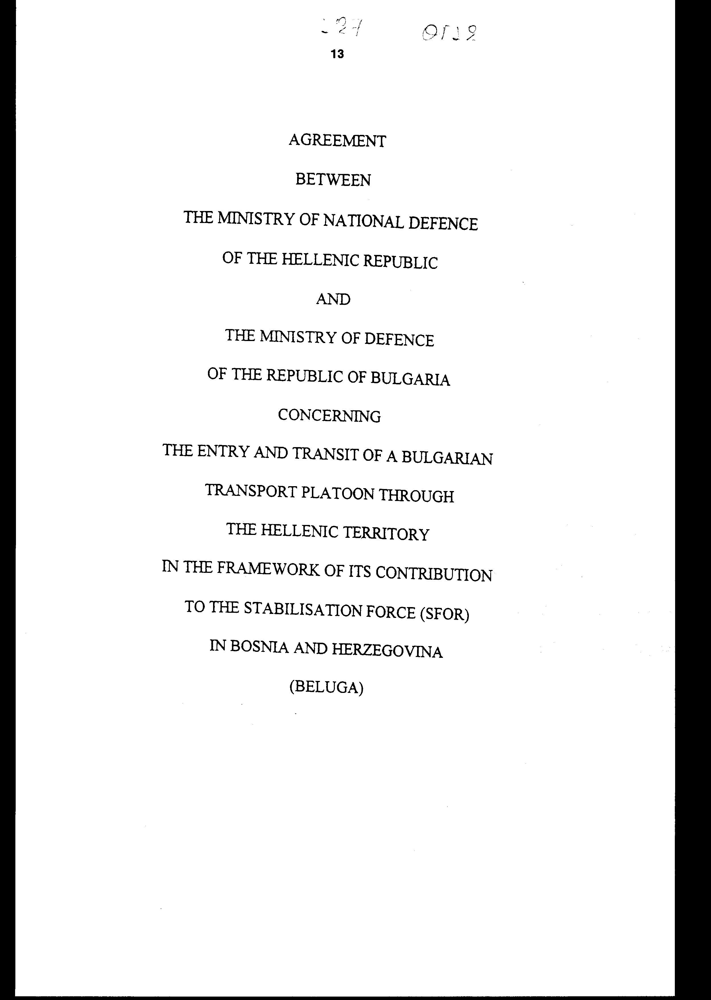 13
AGREEMENT
BETWEEN
THE MINISTRY OF NATIONAL DEFENCE
OF THE HELLENIC REPUBLIC
AND
THE MINISTRY OF DEFENCE
OF THE REPUBLIC OF BULGARIA
CONCERNING
THE ENTRY AND TRANSIT OF A BULGARIAN
TRANSPORT PLATOON THROUGH
THE HELLENIC TERRITORY
IN THE FRAMEWORK OF ITS CONTRIBUTION
TO THE STABILISATION FORCE (SFOR)
IN BOSNIA AND HERZEGOVINA
(BELUGA)